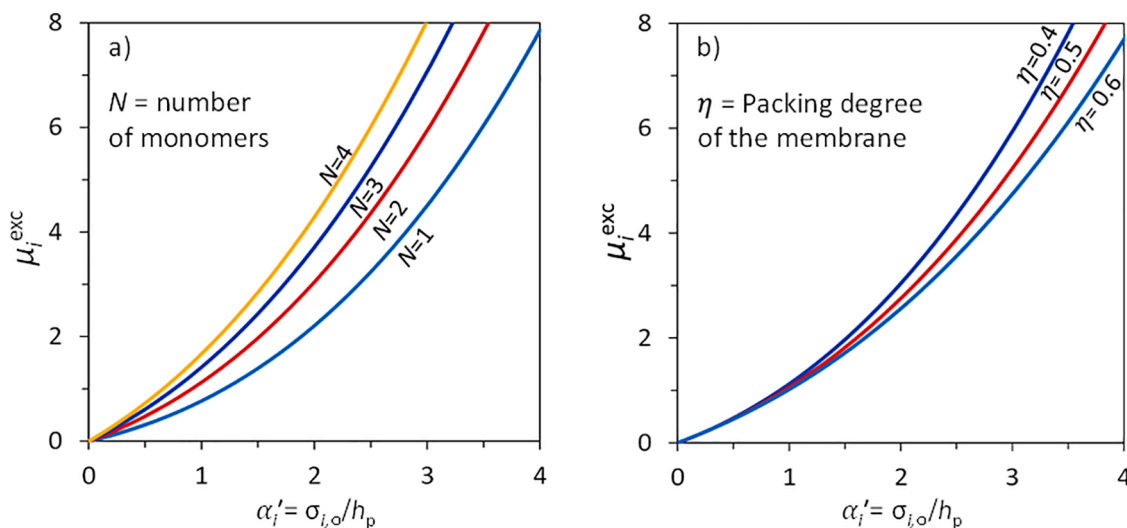 a)
N = number
of monomers
N=4
N=3
N=2
N=1
8
6
4
2
0
μᵢᵉˣᶜ
0 1 2 3 4
αᵢ'= σᵢ,ₒ/hₚ
b)
η = Packing degree
of the membrane
η=0.4
η=0.5
η=0.6
8
6
4
2
0
μᵢᵉˣᶜ
0 1 2 3 4
αᵢ'= σᵢ,ₒ/hₚ